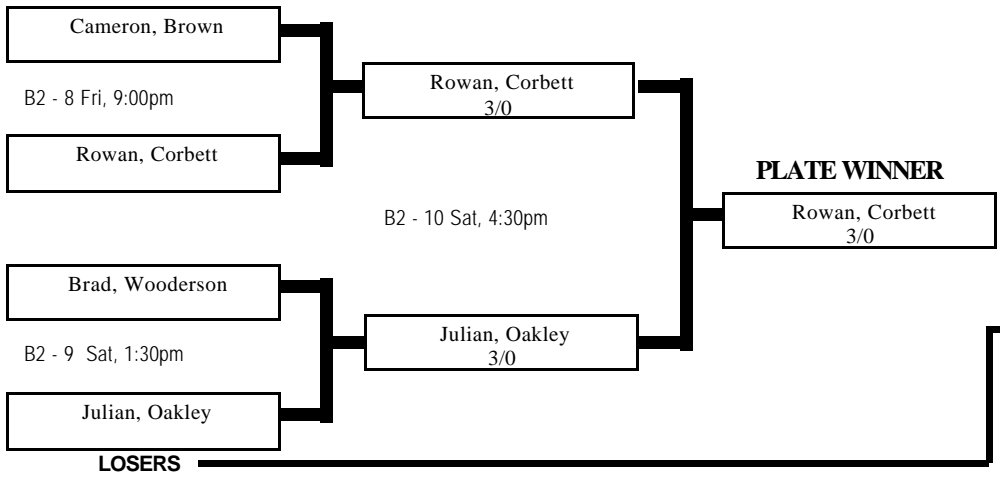 Cameron, Brown
B2 - 8 Fri, 9:00pm
Rowan, Corbett
Rowan, Corbett
3/0
B2 - 10 Sat, 4:30pm
PLATE WINNER
Rowan, Corbett
3/0
Brad, Wooderson
B2 - 9 Sat, 1:30pm
Julian, Oakley
Julian, Oakley
3/0
LOSERS